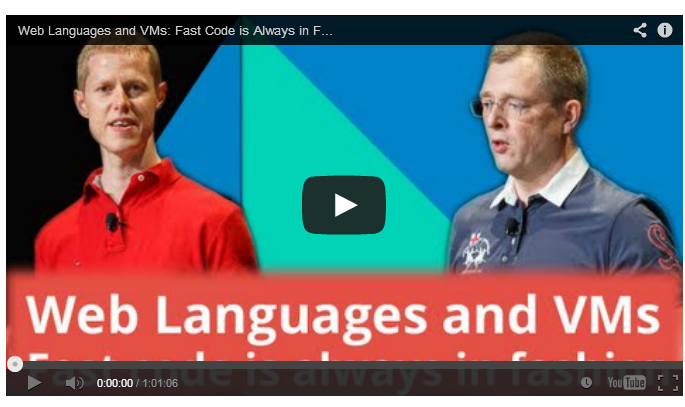 Web Languages and VMs: Fast Code is Always in F...
Web Languages and VMs
Fast code is always in fashion
0:00:00 / 1:01:06
YouTube